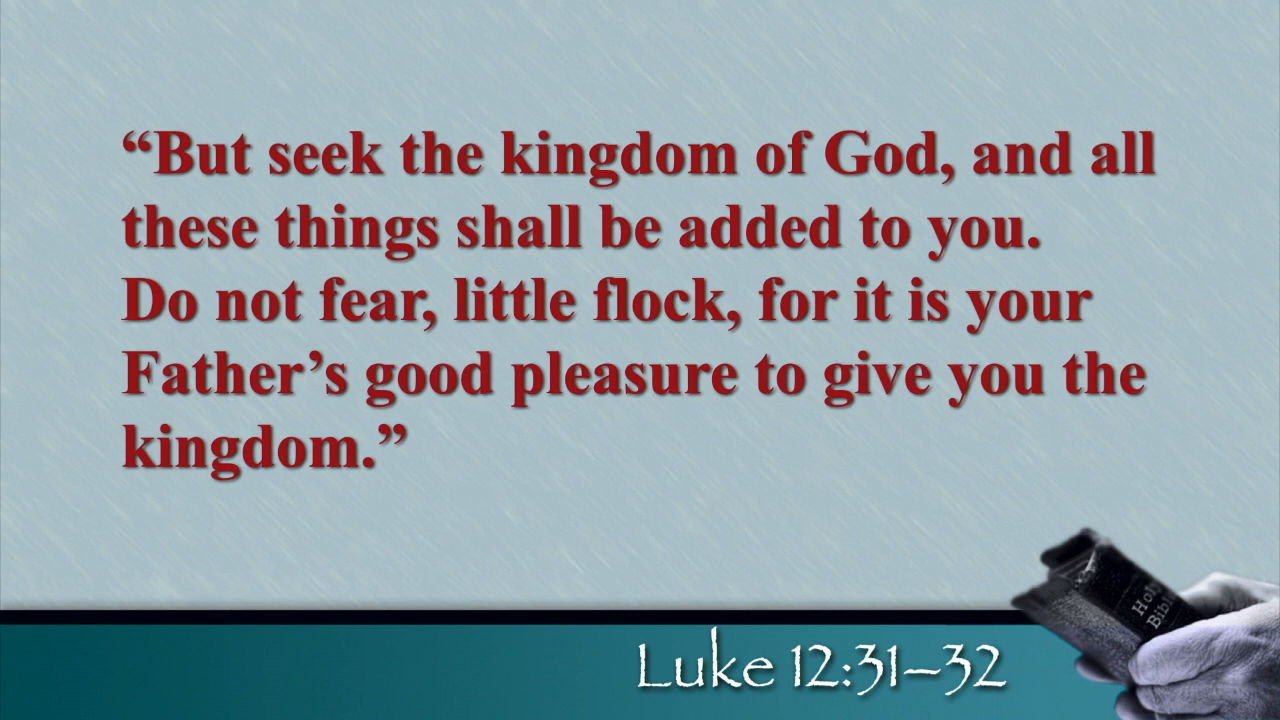 “But seek the kingdom of God, and all
these things shall be added to you.
Do not fear, little flock, for it is your
Father’s good pleasure to give you the
kingdom.”
Holy
Bible
Luke 12:31–32